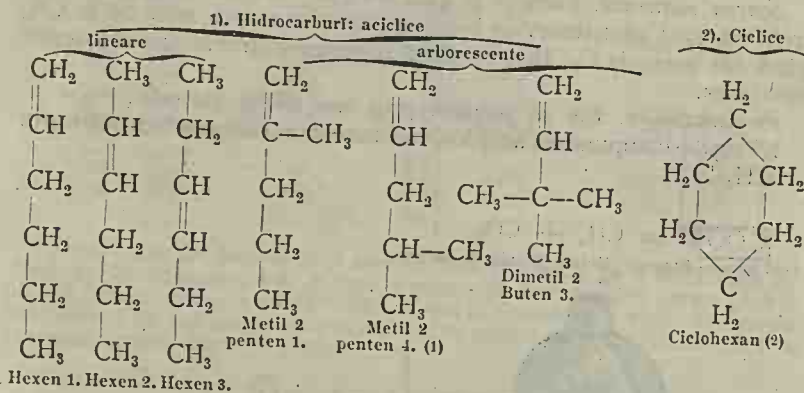 1). Hidrocarburĭ: aciclice
lineare
arborescente
2). Ciclice
CH₂ CH₃ CH₃ CH₂ CH₂ CH₂ H₂
C
CH CH CH₂ C—CH₃ CH CH
H₂C CH₂
CH₂ CH CH CH₂ CH₂ CH₃—C—CH₃
H₂C CH₂
CH₂ CH₂ CH CH₂ CH—CH₃ CH₃
C
H₂
CH₂ CH₂ CH₂ CH₃ CH₃
CH₃ CH₃ CH₃
Hexen 1. Hexen 2. Hexen 3.
Metil 2
penten 1.
Metil 2
penten 4. (1)
Dimetil 2
Buten 3.
Ciclohexan (2)